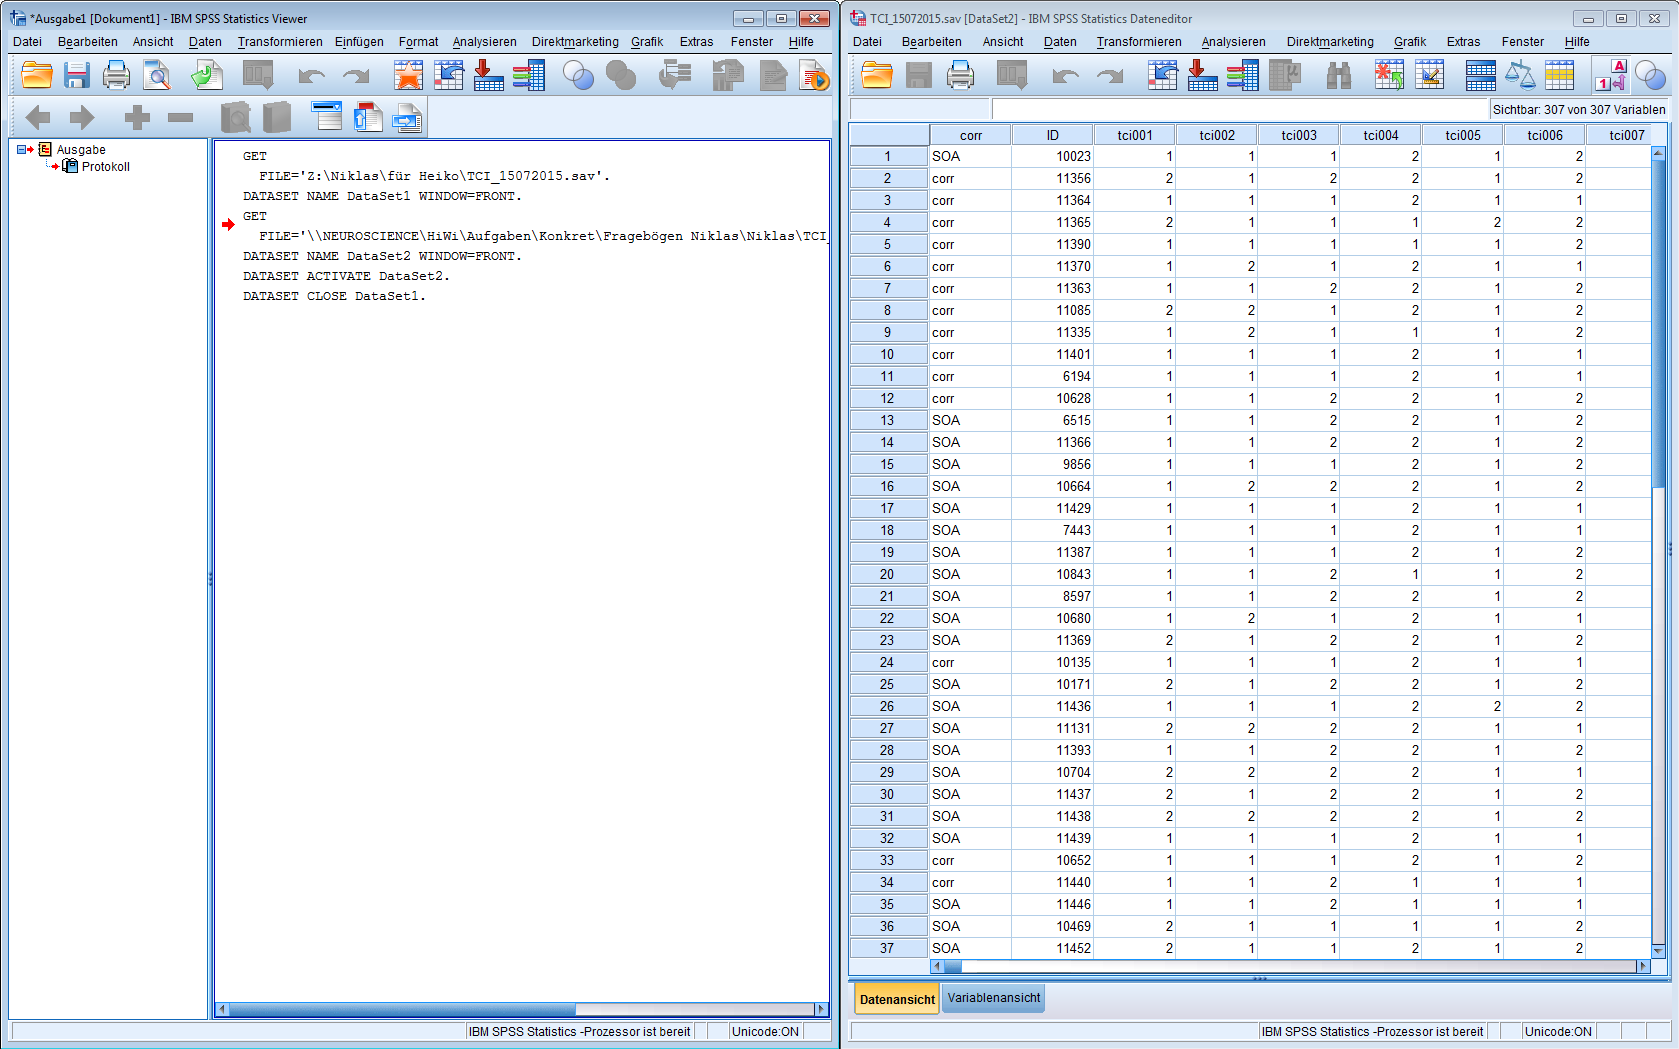 *Ausgabe1 [Dokument1] - IBM SPSS Statistics Viewer
Datei Bearbeiten Ansicht Daten Transformieren Einfügen Format Analysieren Direktmarketing Grafik Extras Fenster Hilfe
Ausgabe
Protokoll
GET
FILE='Z:\Niklas\für Heiko\TCI_15072015.sav'.
DATASET NAME DataSet1 WINDOW=FRONT.
GET
FILE='\\NEUROSCIENCE\HiWi\Aufgaben\Konkret\Fragebögen Niklas\Niklas\TCI_
DATASET NAME DataSet2 WINDOW=FRONT.
DATASET ACTIVATE DataSet2.
DATASET CLOSE DataSet1.
IBM SPSS Statistics -Prozessor ist bereit Unicode:ON
TCI_15072015.sav [DataSet2] - IBM SPSS Statistics Dateneditor
Datei Bearbeiten Ansicht Daten Transformieren Analysieren Direktmarketing Grafik Extras Fenster Hilfe
Sichtbar: 307 von 307 Variablen
corr ID tci001 tci002 tci003 tci004 tci005 tci006 tci007
1 SOA 10023 1 1 1 2 1 2
2 corr 11356 2 1 2 2 1 2
3 corr 11364 1 1 1 2 1 1
4 corr 11365 2 1 1 1 2 2
5 corr 11390 1 1 1 2 1 2
6 corr 11370 1 2 1 2 1 1
7 corr 11363 1 1 2 2 1 2
8 corr 11085 2 2 1 2 1 2
9 corr 11335 1 2 1 1 1 2
10 corr 11401 1 1 1 2 1 1
11 corr 6194 1 1 1 2 1 1
12 corr 10628 1 1 2 2 1 2
13 SOA 6515 1 1 2 2 1 2
14 SOA 11366 1 1 2 2 1 2
15 SOA 9856 1 1 1 2 1 2
16 SOA 10664 1 2 2 2 1 2
17 SOA 11429 1 1 1 2 1 1
18 SOA 7443 1 1 1 2 1 1
19 SOA 11387 1 1 1 2 1 2
20 SOA 10843 1 1 2 1 1 2
21 SOA 8597 1 1 2 2 1 2
22 SOA 10680 1 2 1 2 1 1
23 SOA 11369 2 1 2 2 1 2
24 corr 10135 1 1 1 2 1 1
25 SOA 10171 2 1 2 2 1 2
26 SOA 11436 1 1 1 2 2 2
27 SOA 11131 2 2 2 2 1 1
28 SOA 11393 1 1 2 2 1 2
29 SOA 10704 2 2 2 2 1 1
30 SOA 11437 2 1 2 2 1 2
31 SOA 11438 2 2 2 2 1 2
32 SOA 11439 1 1 1 2 1 1
33 corr 10652 1 1 1 2 1 2
34 corr 11440 1 1 2 1 1 1
35 SOA 11446 1 1 2 1 1 1
36 SOA 10469 2 1 1 1 1 2
37 SOA 11452 2 1 1 2 1 2
Datenansicht Variablenansicht
IBM SPSS Statistics -Prozessor ist bereit Unicode:ON